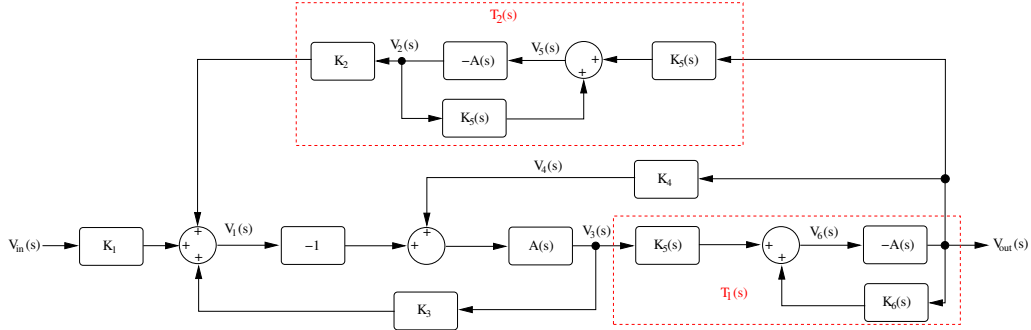 T₂(s)
K₂
V₂(s)
−A(s)
V₅(s)
+
+
K₅(s)
K₅(s)
V₄(s)
K₄
Vin(s)
K₁
+
+
+
V₁(s)
−1
+
+
A(s)
V₃(s)
K₅(s)
+
+
V₆(s)
−A(s)
Vout(s)
K₃
T₁(s)
K₆(s)